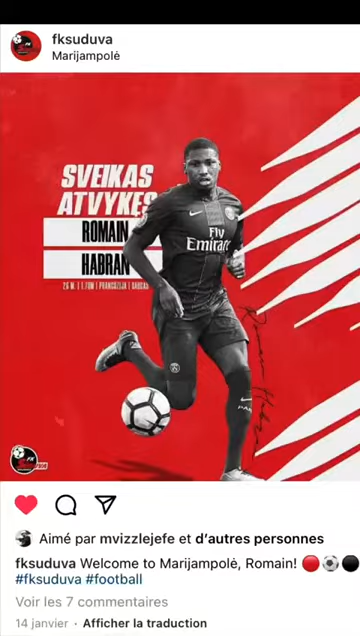 fksuduva
Marijampolė
SVEIKAS
ATVYKĘS
ROMAIN
HABRAN
Fly
Emirates
fksuduva
Aimé par mvizzlejefe et d'autres personnes
fksuduva Welcome to Marijampolė, Romain! 🔴⚽⚫
#fksuduva #football
Voir les 7 commentaires
14 janvier · Afficher la traduction